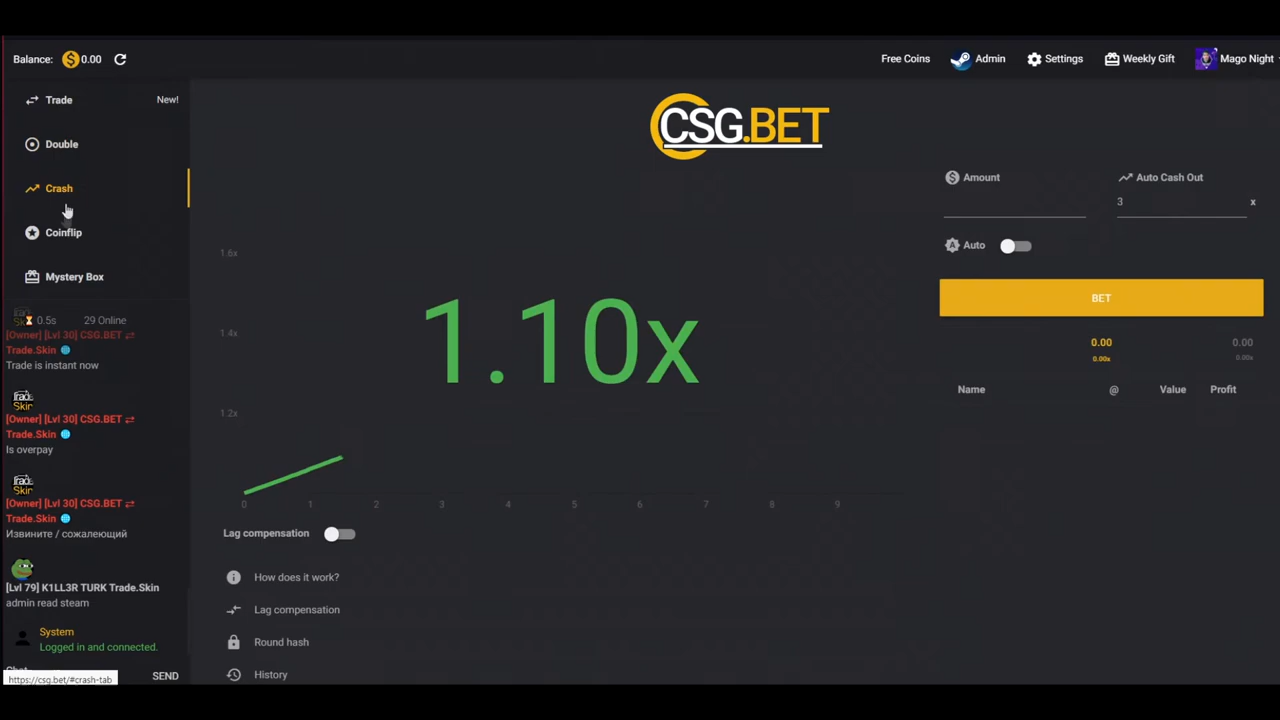 Balance: $ 0.00
Free Coins
Admin
Settings
Weekly Gift
Mago Night
Trade New!
Double
Crash
Coinflip
Mystery Box
0.5s 29 Online
[Owner] [Lvl 30] CSG.BET ⇄
Trade.Skin
Trade is instant now
[Owner] [Lvl 30] CSG.BET ⇄
Trade.Skin
Is overpay
[Owner] [Lvl 30] CSG.BET ⇄
Trade.Skin
Извините / сожалеющий
[Lvl 79] K1LL3R TURK Trade.Skin
admin read steam
System
Logged in and connected.
https://csg.bet/#crash-tab
SEND
CSG.BET
1.6x
1.4x
1.2x
1.10x
0 1 2 3 4 5 6 7 8 9
Lag compensation
How does it work?
Lag compensation
Round hash
History
Amount
Auto Cash Out
3 x
Auto
BET
0.00 0.00
0.00x 0.00x
Name @ Value Profit